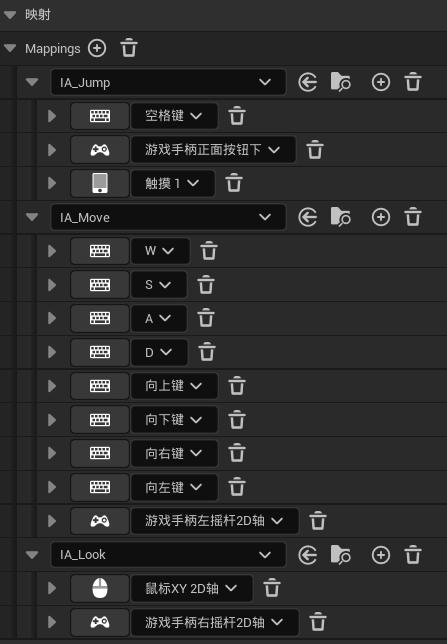 映射
Mappings
IA_Jump
空格键
游戏手柄正面按钮下
触摸 1
IA_Move
W
S
A
D
向上键
向下键
向右键
向左键
游戏手柄左摇杆2D轴
IA_Look
鼠标XY 2D轴
游戏手柄右摇杆2D轴